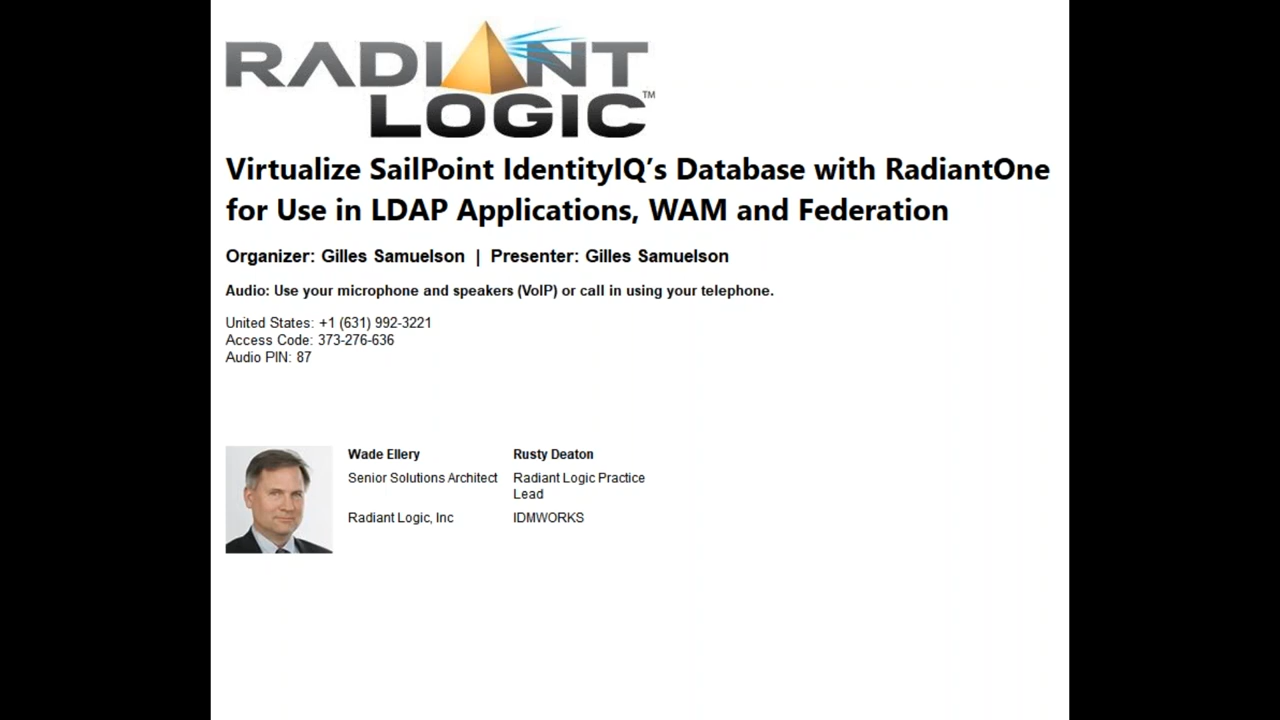 RADIANT
LOGIC™
Virtualize SailPoint IdentityIQ’s Database with RadiantOne
for Use in LDAP Applications, WAM and Federation
Organizer: Gilles Samuelson | Presenter: Gilles Samuelson
Audio: Use your microphone and speakers (VoIP) or call in using your telephone.
United States: +1 (631) 992-3221
Access Code: 373-276-636
Audio PIN: 87
Wade Ellery
Senior Solutions Architect
Radiant Logic, Inc
Rusty Deaton
Radiant Logic Practice
Lead
IDMWORKS